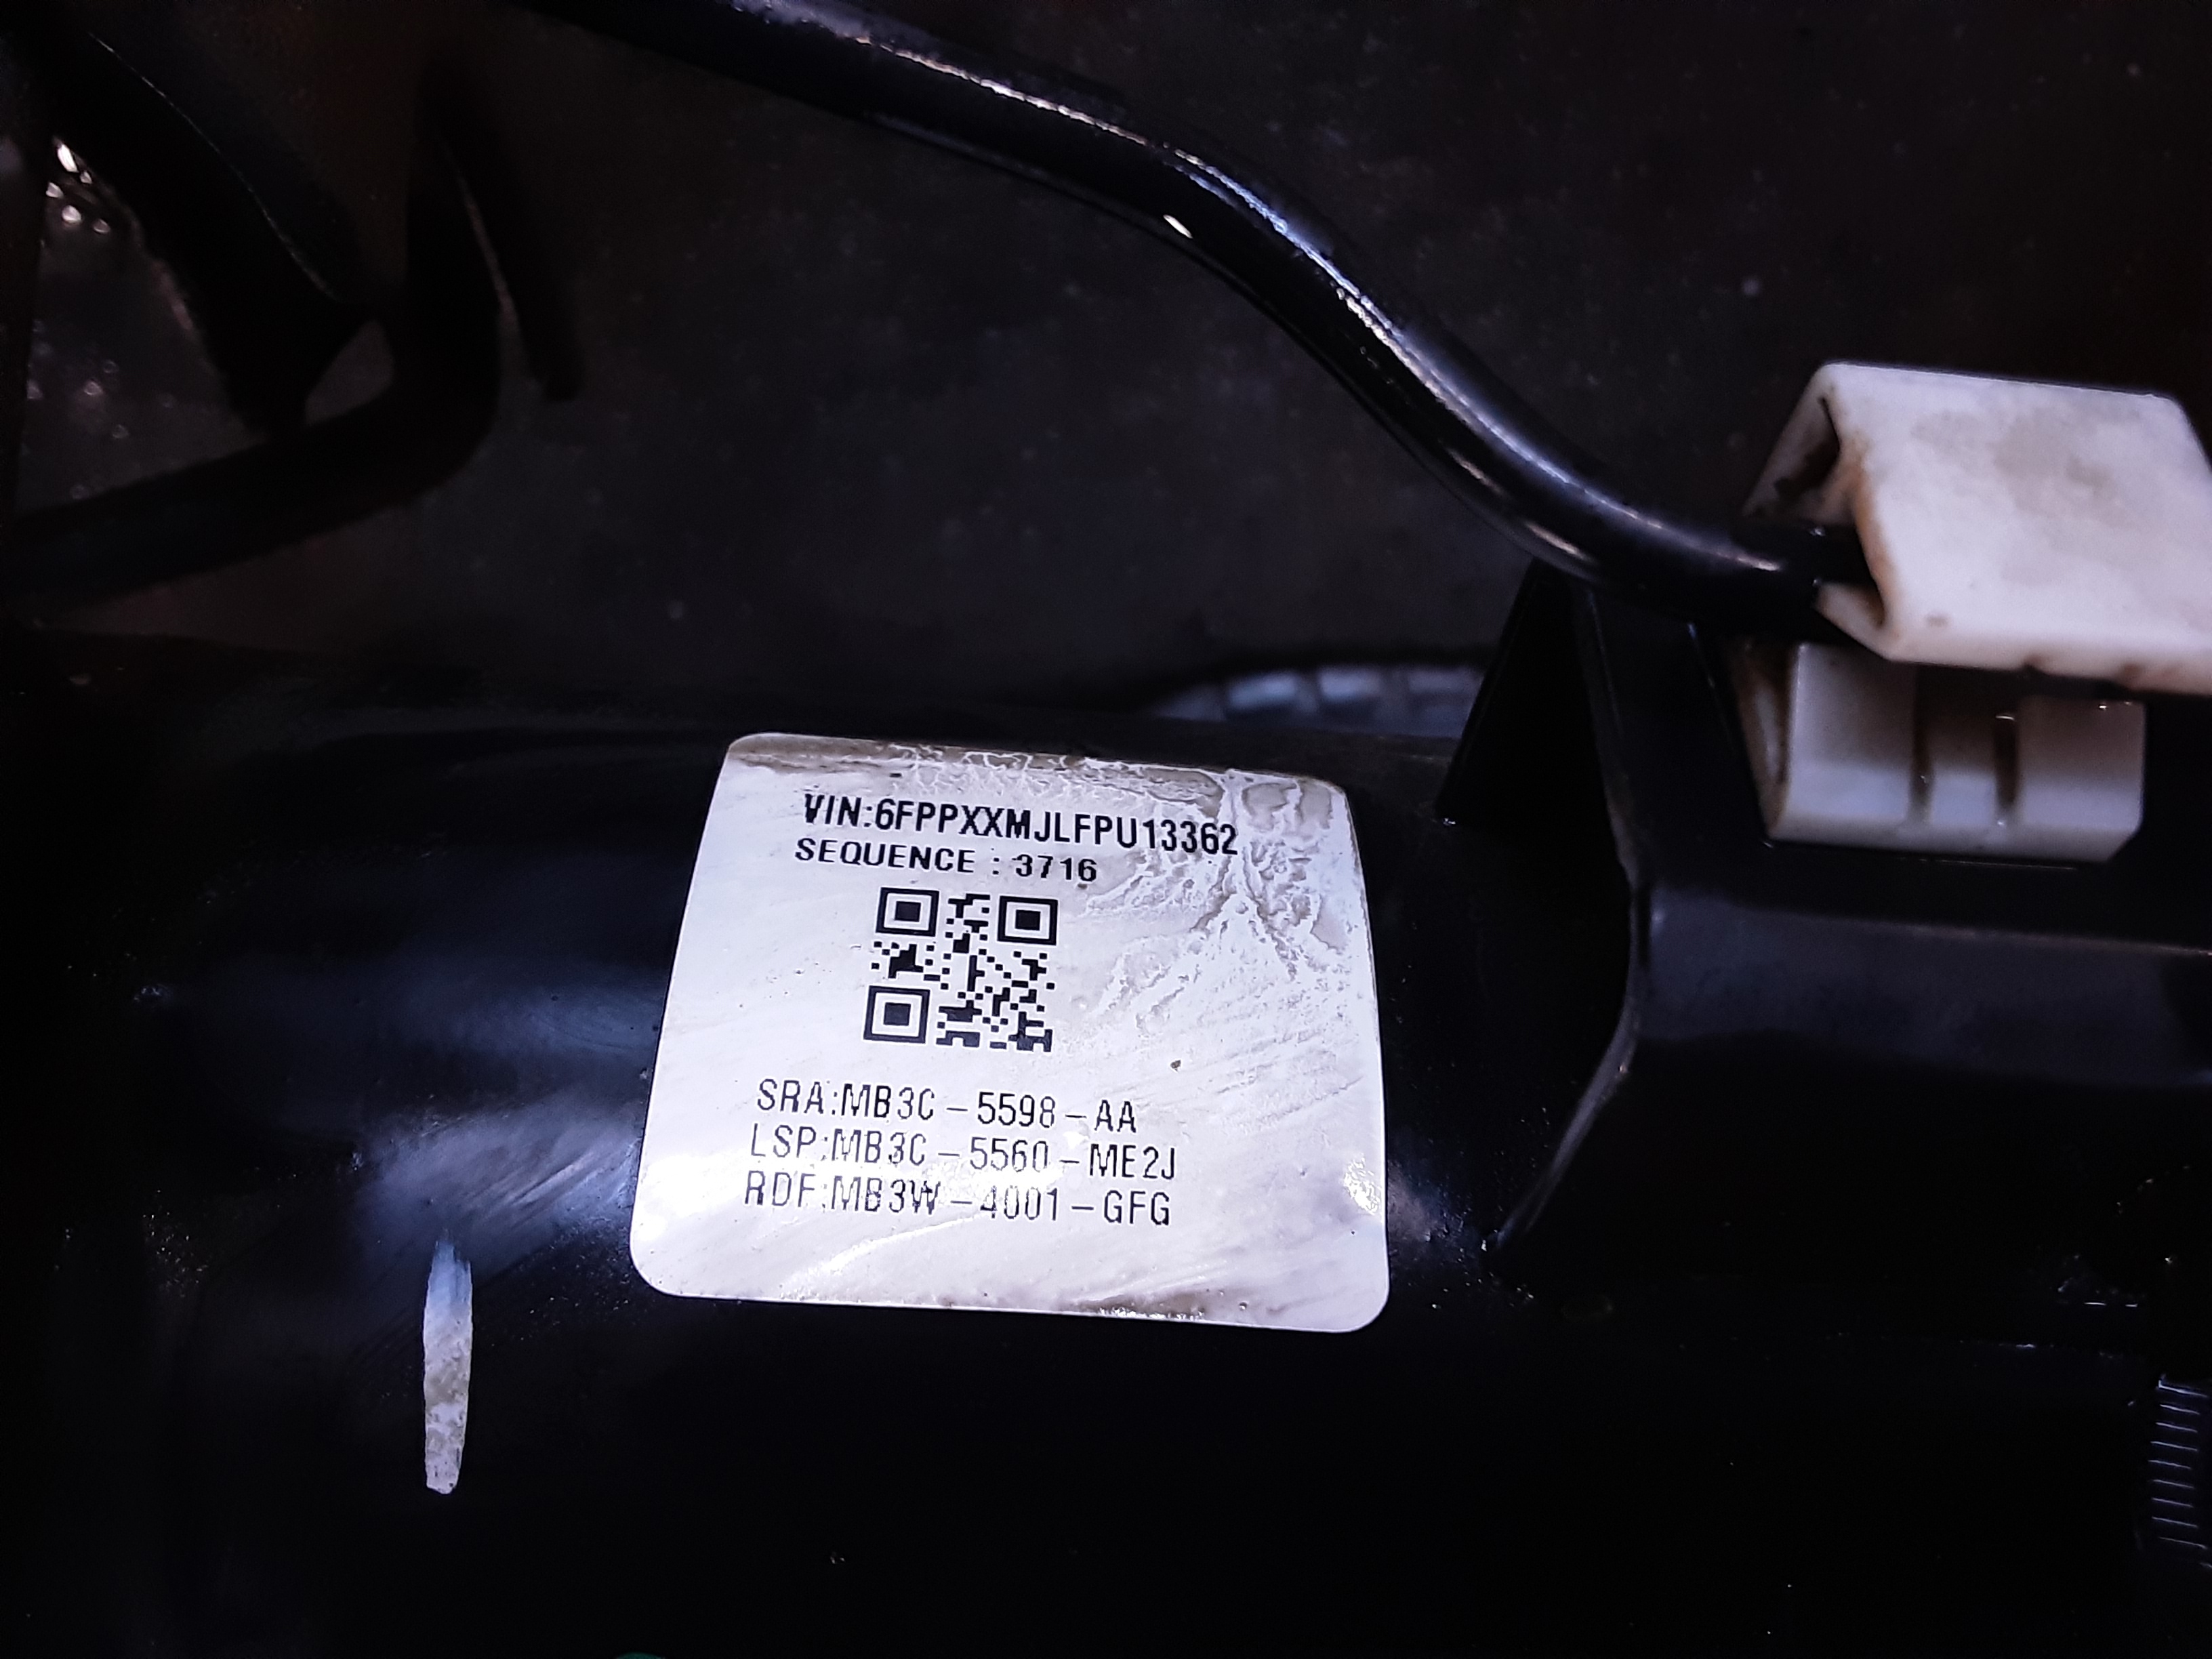 VIN:6FPPXXMJLFPU13362
SEQUENCE : 3716
SRA:MB3C-5598-AA
LSP:MB3C-5560-ME2J
RDF:MB3W-4001-GFG